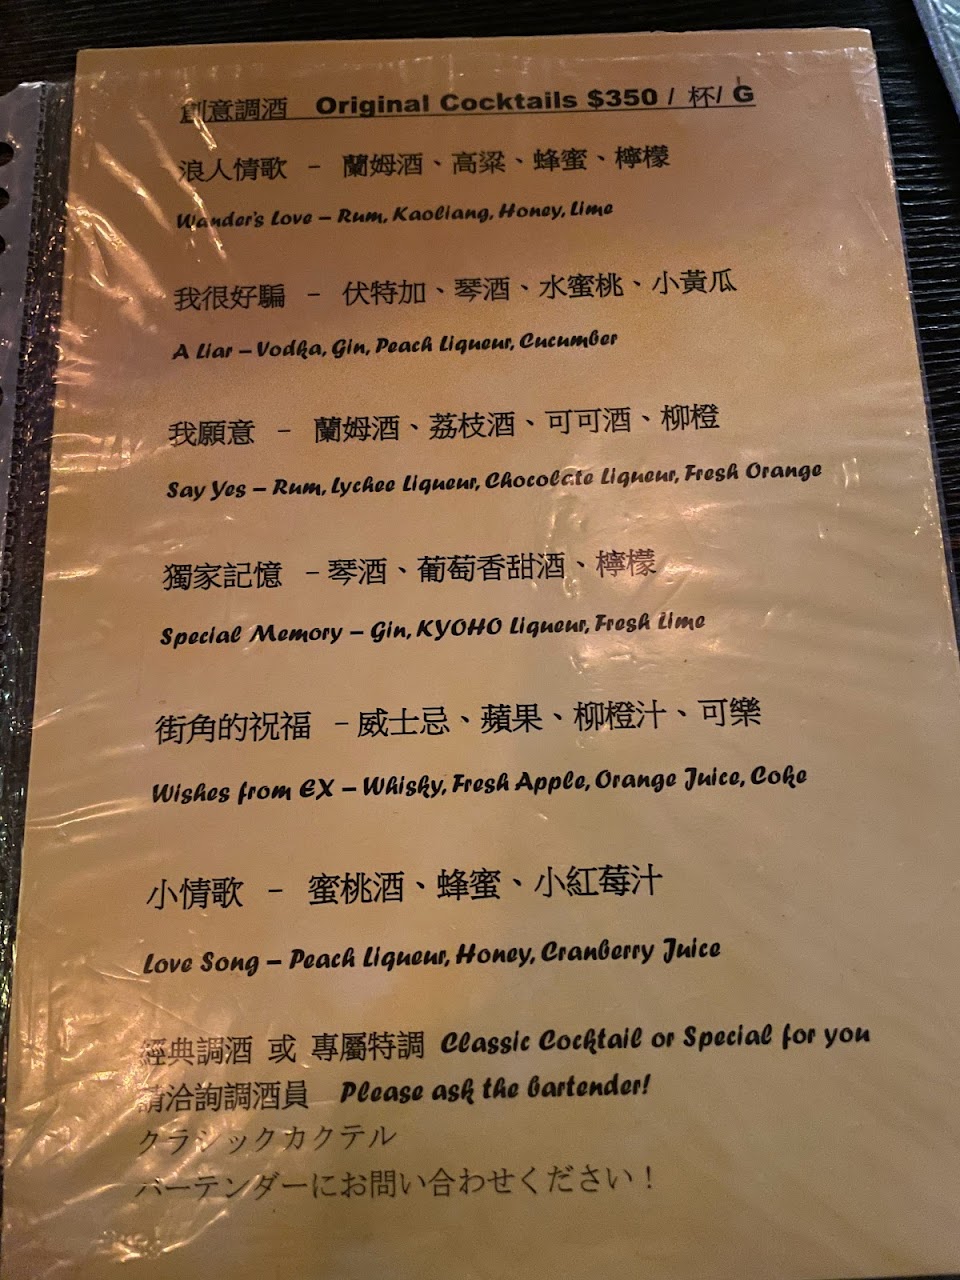 創意調酒 Original Cocktails $350 / 杯/ G
浪人情歌 – 蘭姆酒、高粱、蜂蜜、檸檬
Wander's Love – Rum, Kaoliang, Honey, Lime
我很好騙 – 伏特加、琴酒、水蜜桃、小黃瓜
A Liar – Vodka, Gin, Peach Liqueur, Cucumber
我願意 – 蘭姆酒、荔枝酒、可可酒、柳橙
Say Yes – Rum, Lychee Liqueur, Chocolate Liqueur, Fresh Orange
獨家記憶 –琴酒、葡萄香甜酒、檸檬
Special Memory – Gin, KYOHO Liqueur, Fresh Lime
街角的祝福 –威士忌、蘋果、柳橙汁、可樂
Wishes from EX – Whisky, Fresh Apple, Orange Juice, Coke
小情歌 – 蜜桃酒、蜂蜜、小紅莓汁
Love Song – Peach Liqueur, Honey, Cranberry Juice
經典調酒 或 專屬特調 Classic Cocktail or Special for you
請洽詢調酒員 Please ask the bartender!
クラシックカクテル
バーテンダーにお問い合わせください！